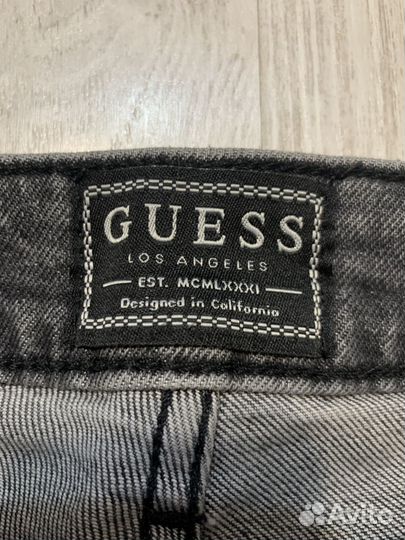 GUESS
LOS ANGELES
EST. MCMLXXXI
Designed in California
Avito